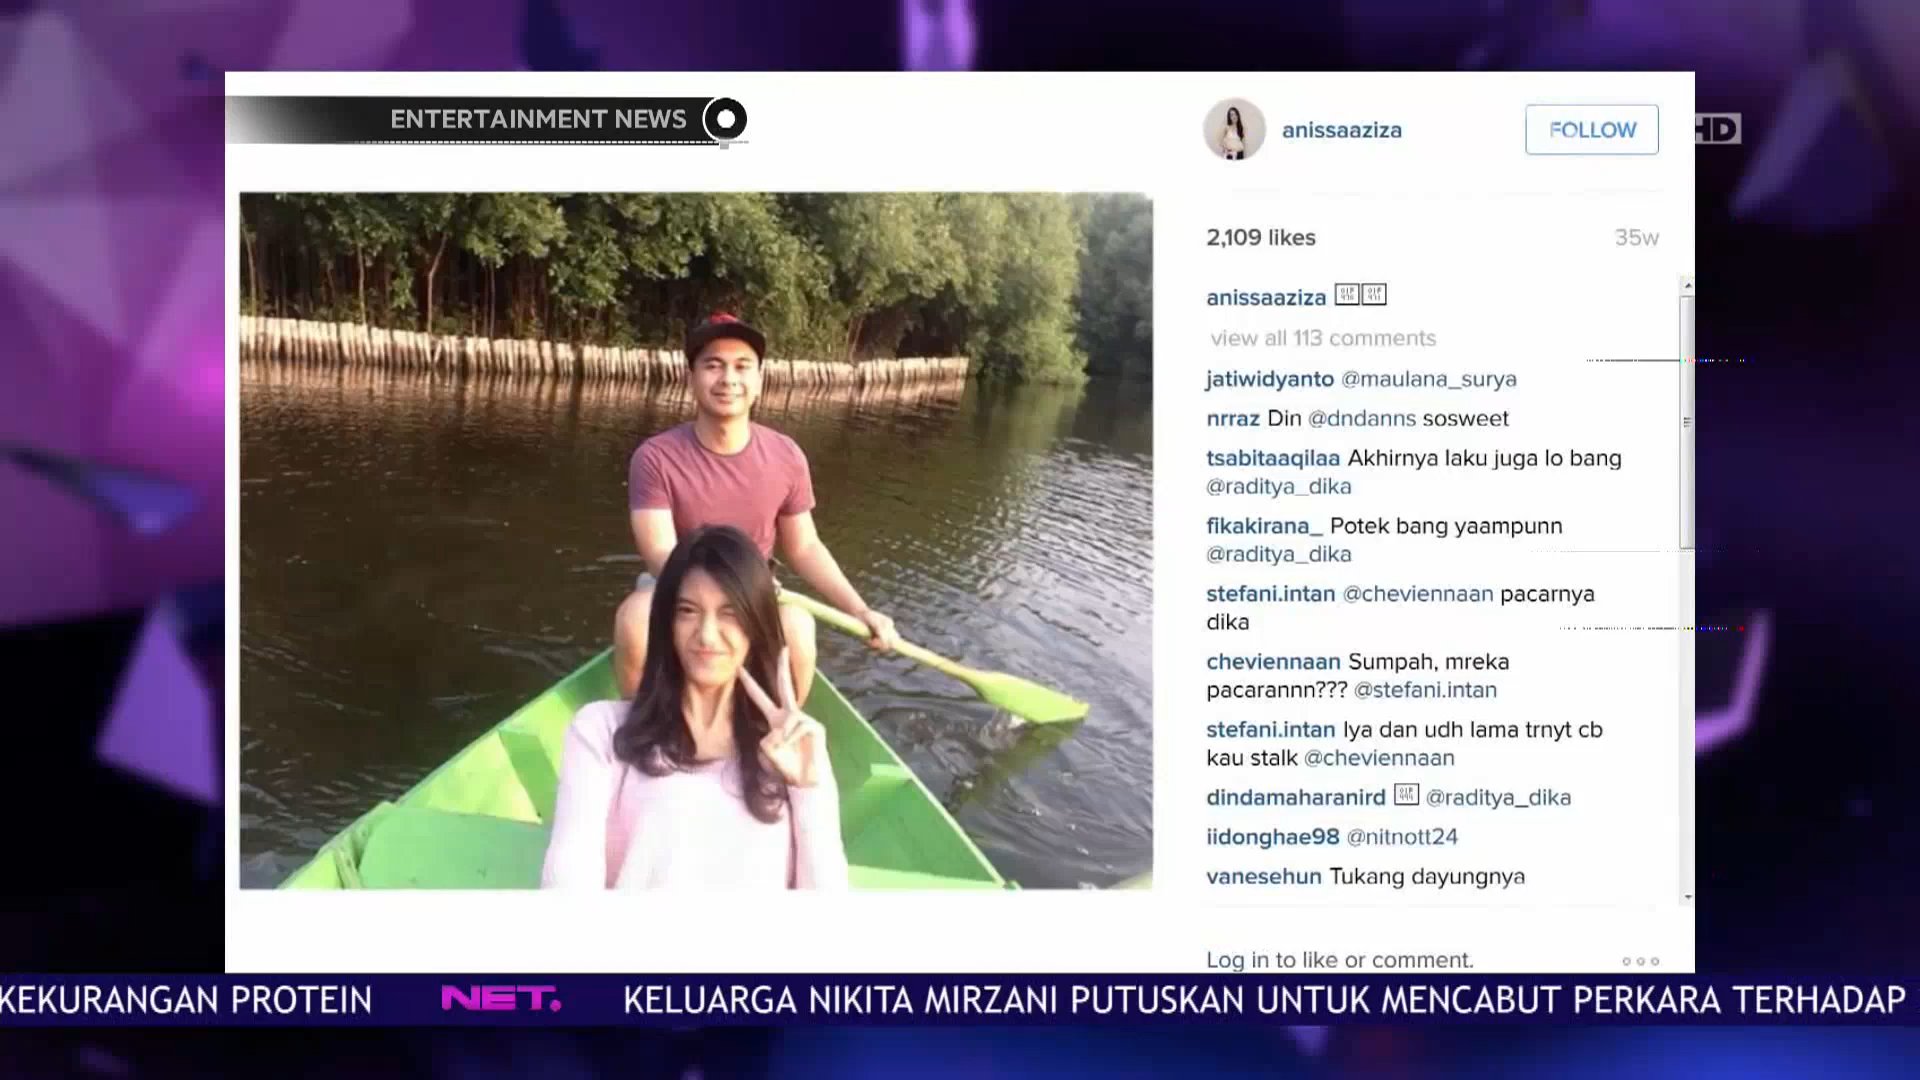 ENTERTAINMENT NEWS
anissaaziza
FOLLOW
HD
2,109 likes
35w
anissaaziza
view all 113 comments
jatiwidyanto @maulana_surya
nrraz Din @dndanns sosweet
tsabitaaqilaa Akhirnya laku juga lo bang
@raditya_dika
fikakirana_ Potek bang yaampunn
@raditya_dika
stefani.intan @cheviennaan pacarnya
dika
cheviennaan Sumpah, mreka
pacarannn??? @stefani.intan
stefani.intan Iya dan udh lama trnyt cb
kau stalk @cheviennaan
dindamaharanird @raditya_dika
iidonghae98 @nitnott24
vanesehun Tukang dayungnya
Log in to like or comment.
KEKURANGAN PROTEIN NET. KELUARGA NIKITA MIRZANI PUTUSKAN UNTUK MENCABUT PERKARA TERHADAP